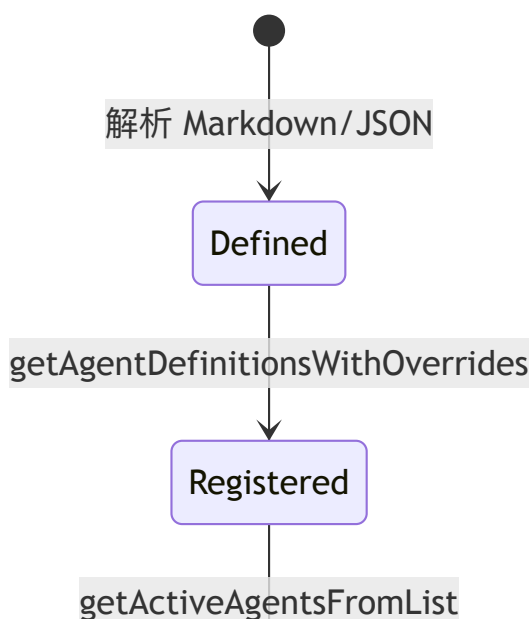 解析 Markdown/JSON
Defined
getAgentDefinitionsWithOverrides
Registered
getActiveAgentsFromList